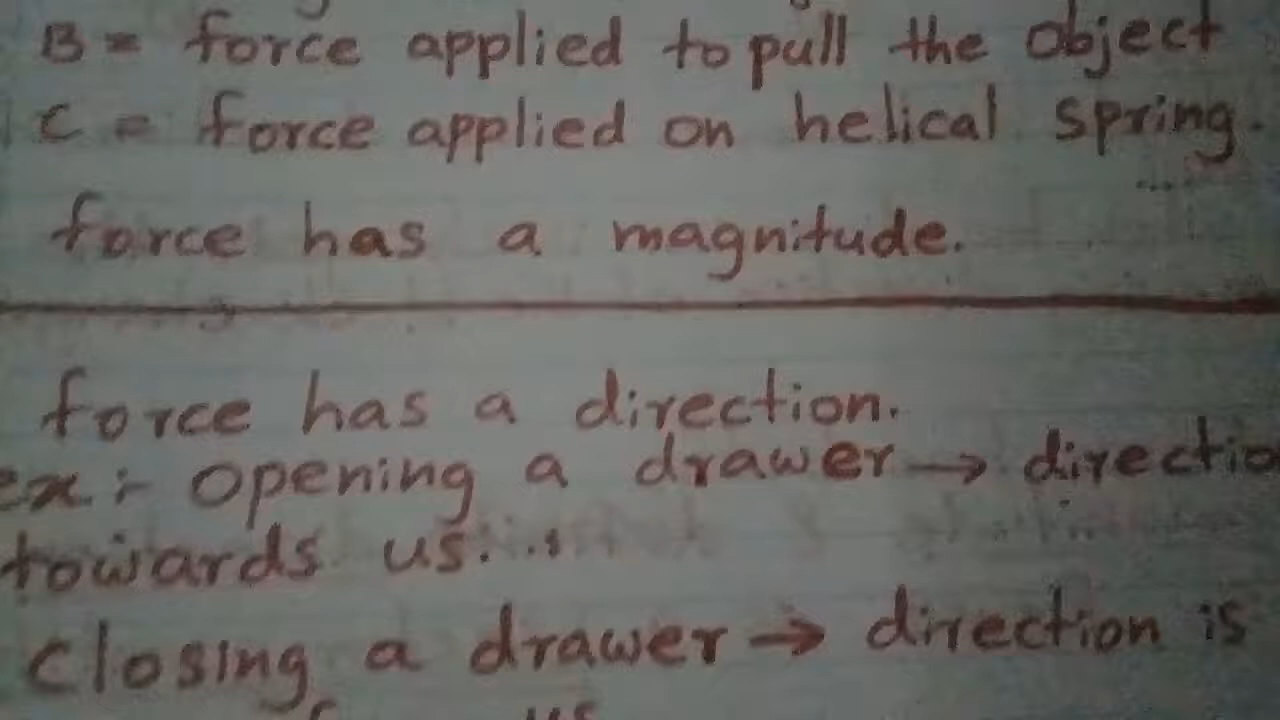 B = force applied to pull the object
C = force applied on helical spring.
force has a magnitude.
force has a direction.
ex :- opening a drawer → directio
towards us.
closing a drawer → direction is
us